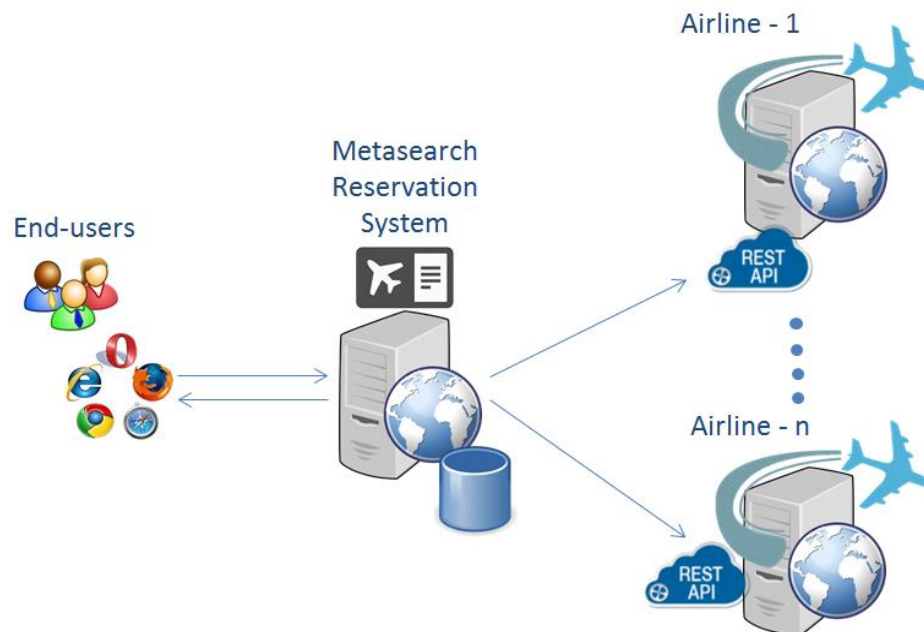 Airline - 1
Metasearch
Reservation
System
End-users
REST
API
Airline - n
REST
API